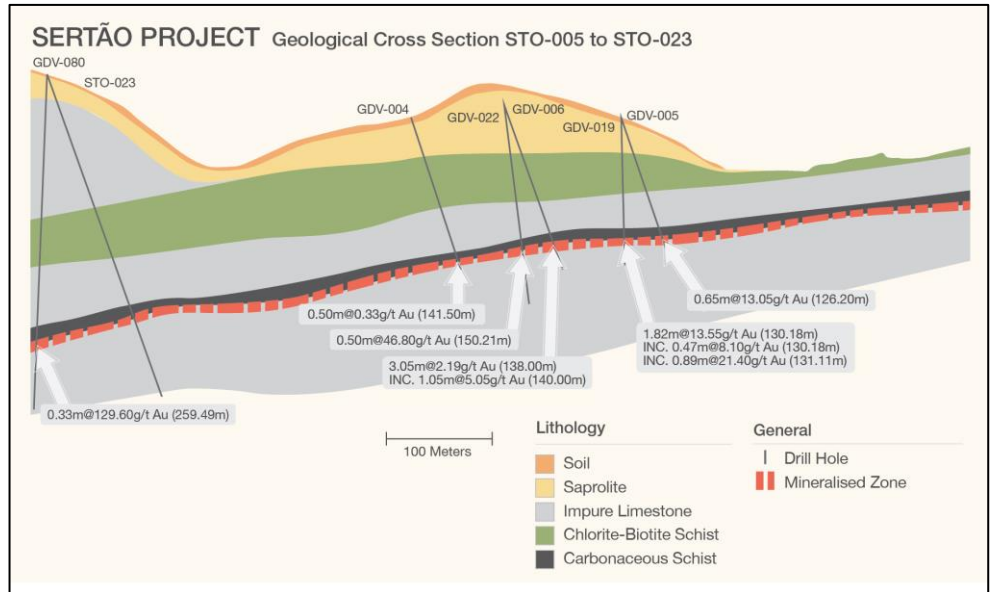 SERTÃO PROJECT Geological Cross Section STO-005 to STO-023
GDV-080
STO-023
GDV-004
GDV-022
GDV-006
GDV-019
GDV-005
0.65m@13.05g/t Au (126.20m)
0.50m@0.33g/t Au (141.50m)
1.82m@13.55g/t Au (130.18m)
INC. 0.47m@8.10g/t Au (130.18m)
INC. 0.89m@21.40g/t Au (131.11m)
0.50m@46.80g/t Au (150.21m)
3.05m@2.19g/t Au (138.00m)
INC. 1.05m@5.05g/t Au (140.00m)
0.33m@129.60g/t Au (259.49m)
100 Meters
Lithology
Soil
Saprolite
Impure Limestone
Chlorite-Biotite Schist
Carbonaceous Schist
General
Drill Hole
Mineralised Zone